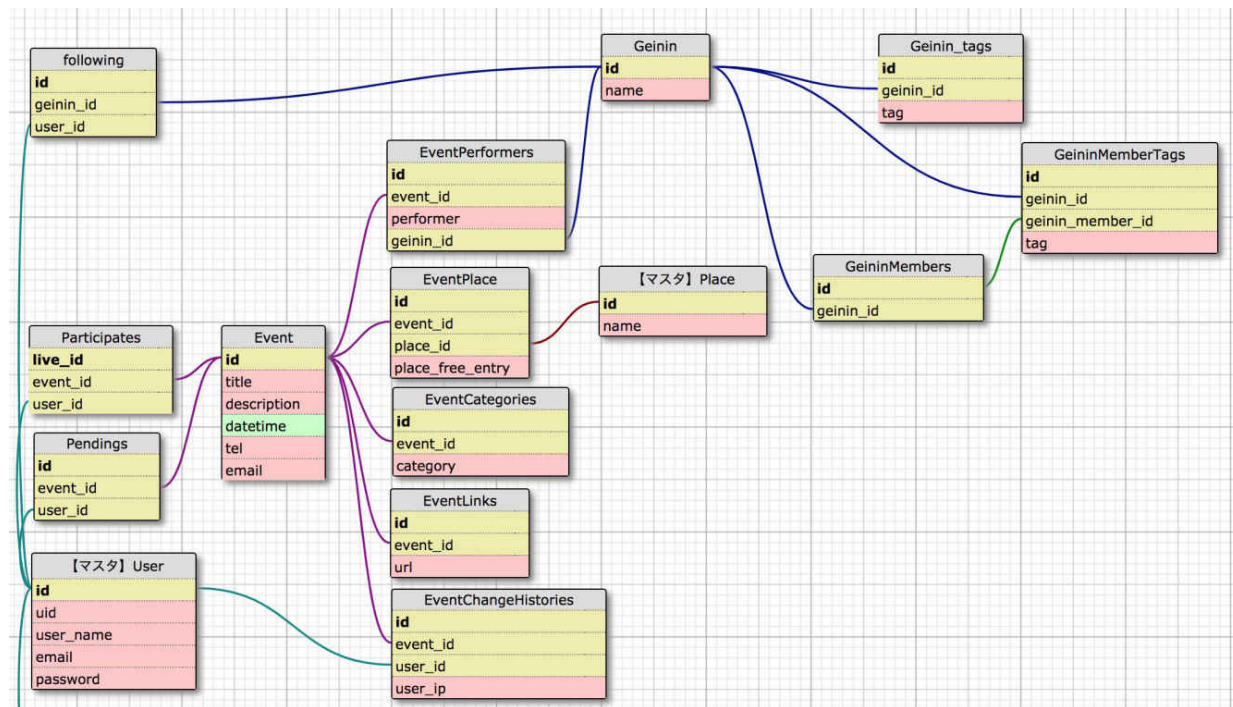 following
id
geinin_id
user_id
Geinin
id
name
Geinin_tags
id
geinin_id
tag
EventPerformers
id
event_id
performer
geinin_id
GeininMemberTags
id
geinin_id
geinin_member_id
tag
EventPlace
id
event_id
place_id
place_free_entry
【マスタ】Place
id
name
GeininMembers
id
geinin_id
Participates
live_id
event_id
user_id
Event
id
title
description
datetime
tel
email
EventCategories
id
event_id
category
Pendings
id
event_id
user_id
EventLinks
id
event_id
url
【マスタ】User
id
uid
user_name
email
password
EventChangeHistories
id
event_id
user_id
user_ip